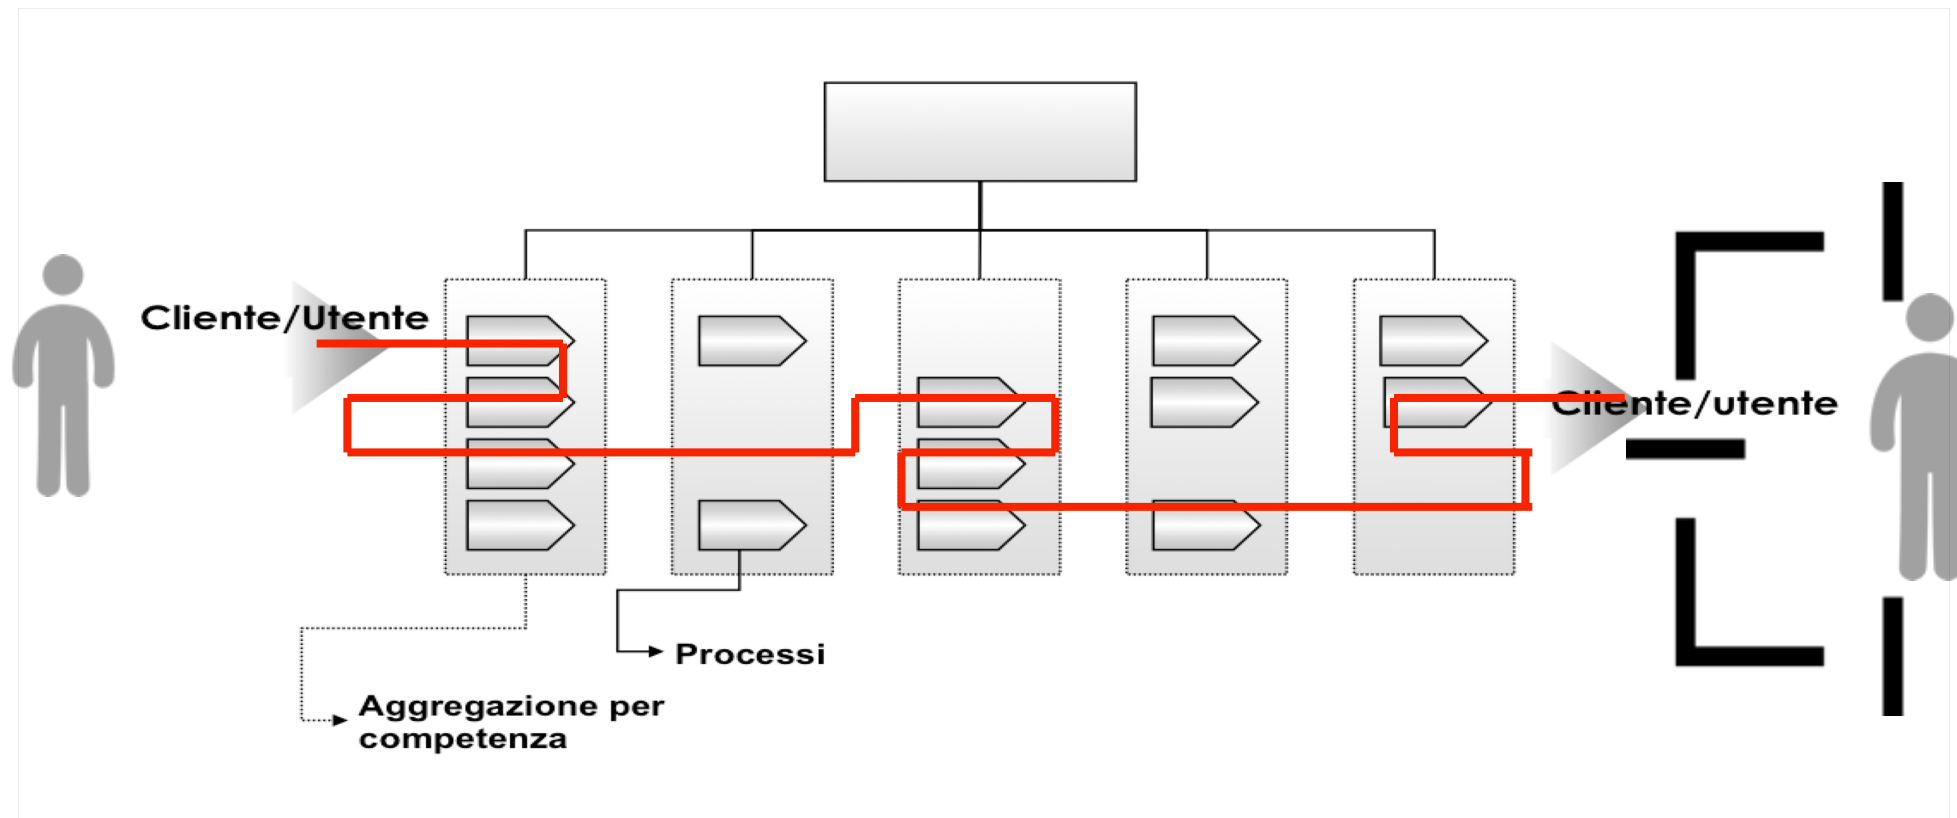 Cliente/Utente
Cliente/utente
Processi
Aggregazione per
competenza